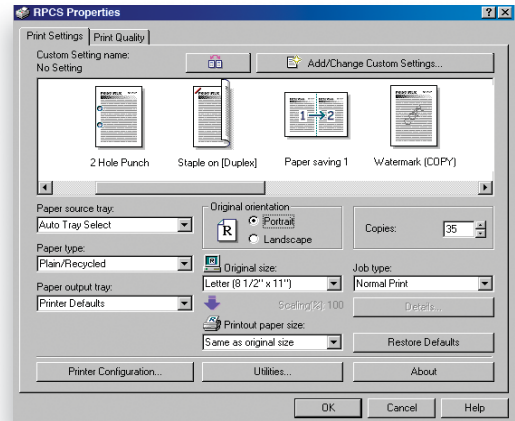 RPCS Properties
Print Settings
Print Quality
Custom Setting name:
No Setting
Add/Change Custom Settings...
1 2
2 Hole Punch
Staple on [Duplex]
Paper saving 1
Watermark (COPY)
Paper source tray:
Auto Tray Select
Paper type:
Plain/Recycled
Paper output tray:
Printer Defaults
Original orientation
R
Portrait
Landscape
Original size:
Letter (8 1/2" x 11")
Scaling(%): 100
Printout paper size:
Same as original size
Copies:
35
Job type:
Normal Print
Details...
Restore Defaults
Printer Configuration...
Utilities...
About
OK
Cancel
Help